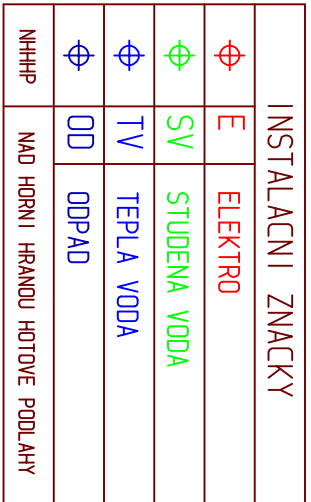 INSTALACNI ZNACKY
E ELEKTRO
SV STUDENA VODA
TV TEPLA VODA
OD ODPAD
NHHHP NAD HORNI HRANOU HOTOVE PODLAHY